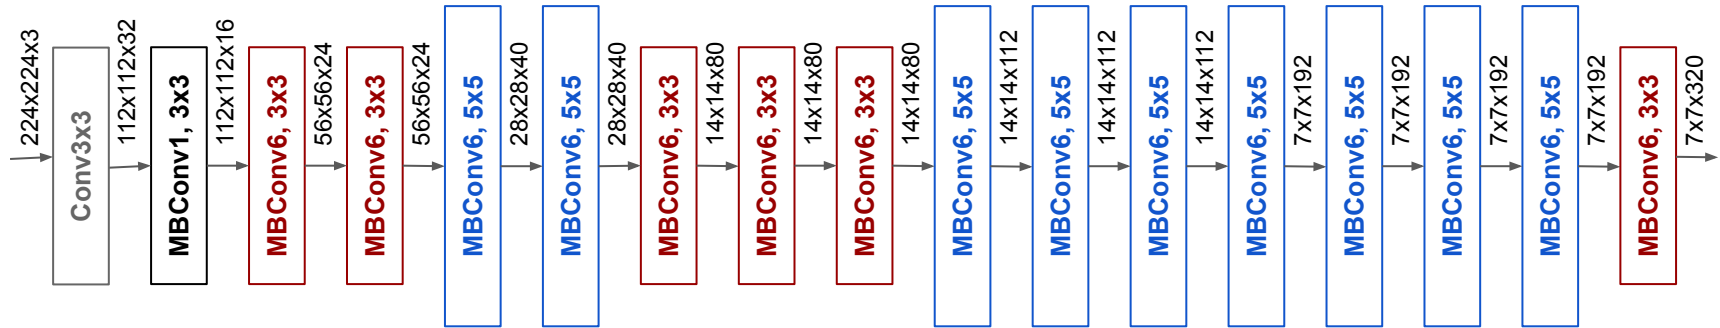 224x224x3
Conv3x3
112x112x32
MBConv1, 3x3
112x112x16
MBConv6, 3x3
56x56x24
MBConv6, 3x3
56x56x24
MBConv6, 5x5
28x28x40
MBConv6, 5x5
28x28x40
MBConv6, 3x3
14x14x80
MBConv6, 3x3
14x14x80
MBConv6, 3x3
14x14x80
MBConv6, 5x5
14x14x112
MBConv6, 5x5
14x14x112
MBConv6, 5x5
14x14x112
MBConv6, 5x5
7x7x192
MBConv6, 5x5
7x7x192
MBConv6, 5x5
7x7x192
MBConv6, 5x5
7x7x192
MBConv6, 3x3
7x7x320